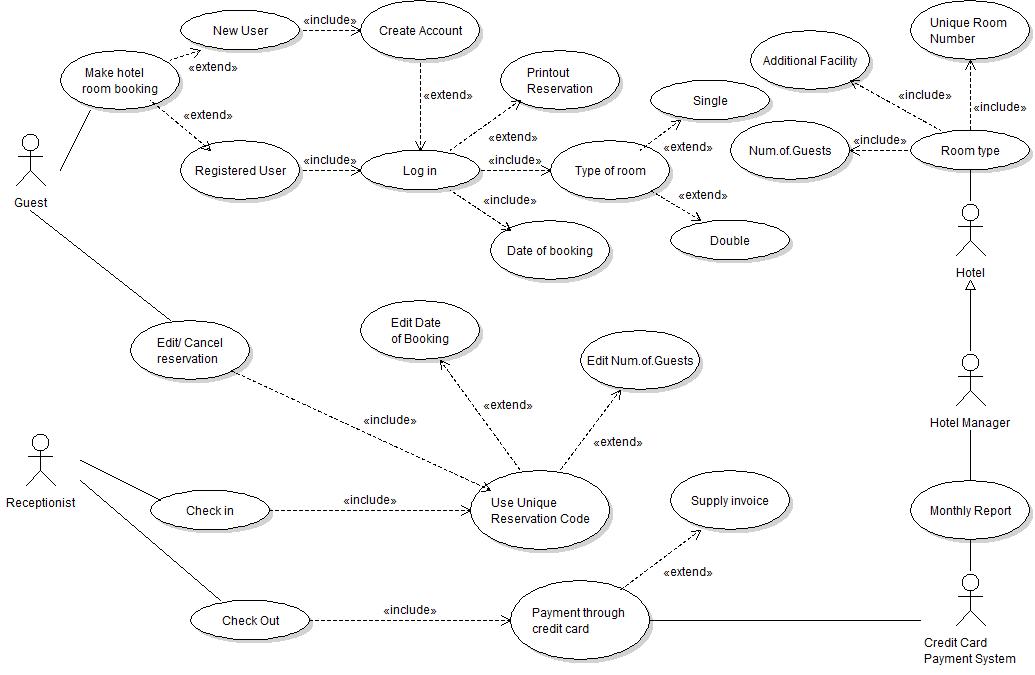 New User
«include»
Create Account
Unique Room
Number
Make hotel
room booking
«extend»
Printout
Reservation
Additional Facility
«extend»
«include»
«include»
Single
«extend»
«extend»
«include»
«extend»
Num.of.Guests
«include»
Room type
Registered User
«include»
Log in
«include»
Type of room
Guest
«include»
«extend»
Date of booking
Double
Hotel
Edit Date
of Booking
Edit/ Cancel
reservation
Edit Num.of.Guests
«include»
«extend»
«extend»
Hotel Manager
Receptionist
Check in
«include»
Use Unique
Reservation Code
Supply invoice
Monthly Report
«extend»
Check Out
«include»
Payment through
credit card
Credit Card
Payment System